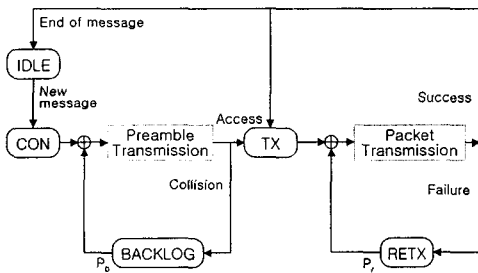 End of message
IDLE
New
message
Success
Access
CON
Preamble
Transmission
TX
Packet
Transmission
Collision
Failure
BACKLOG
RETX
P_b
P_r